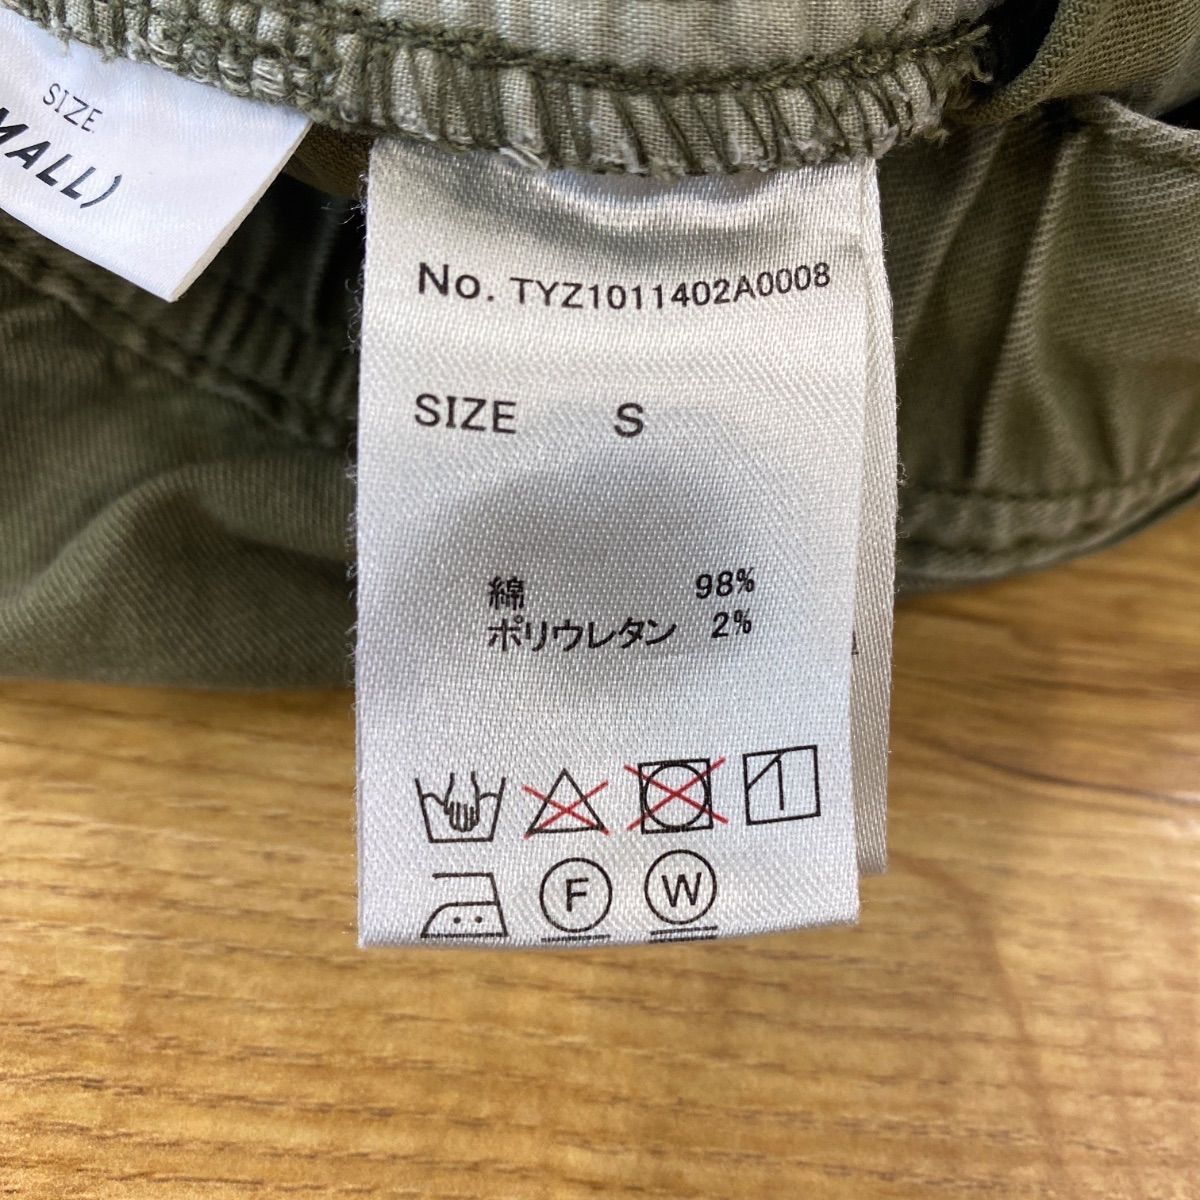 SIZE
MALL)
No. TYZ1011402A0008
SIZE S
綿 98%
ポリウレタン 2%
F W